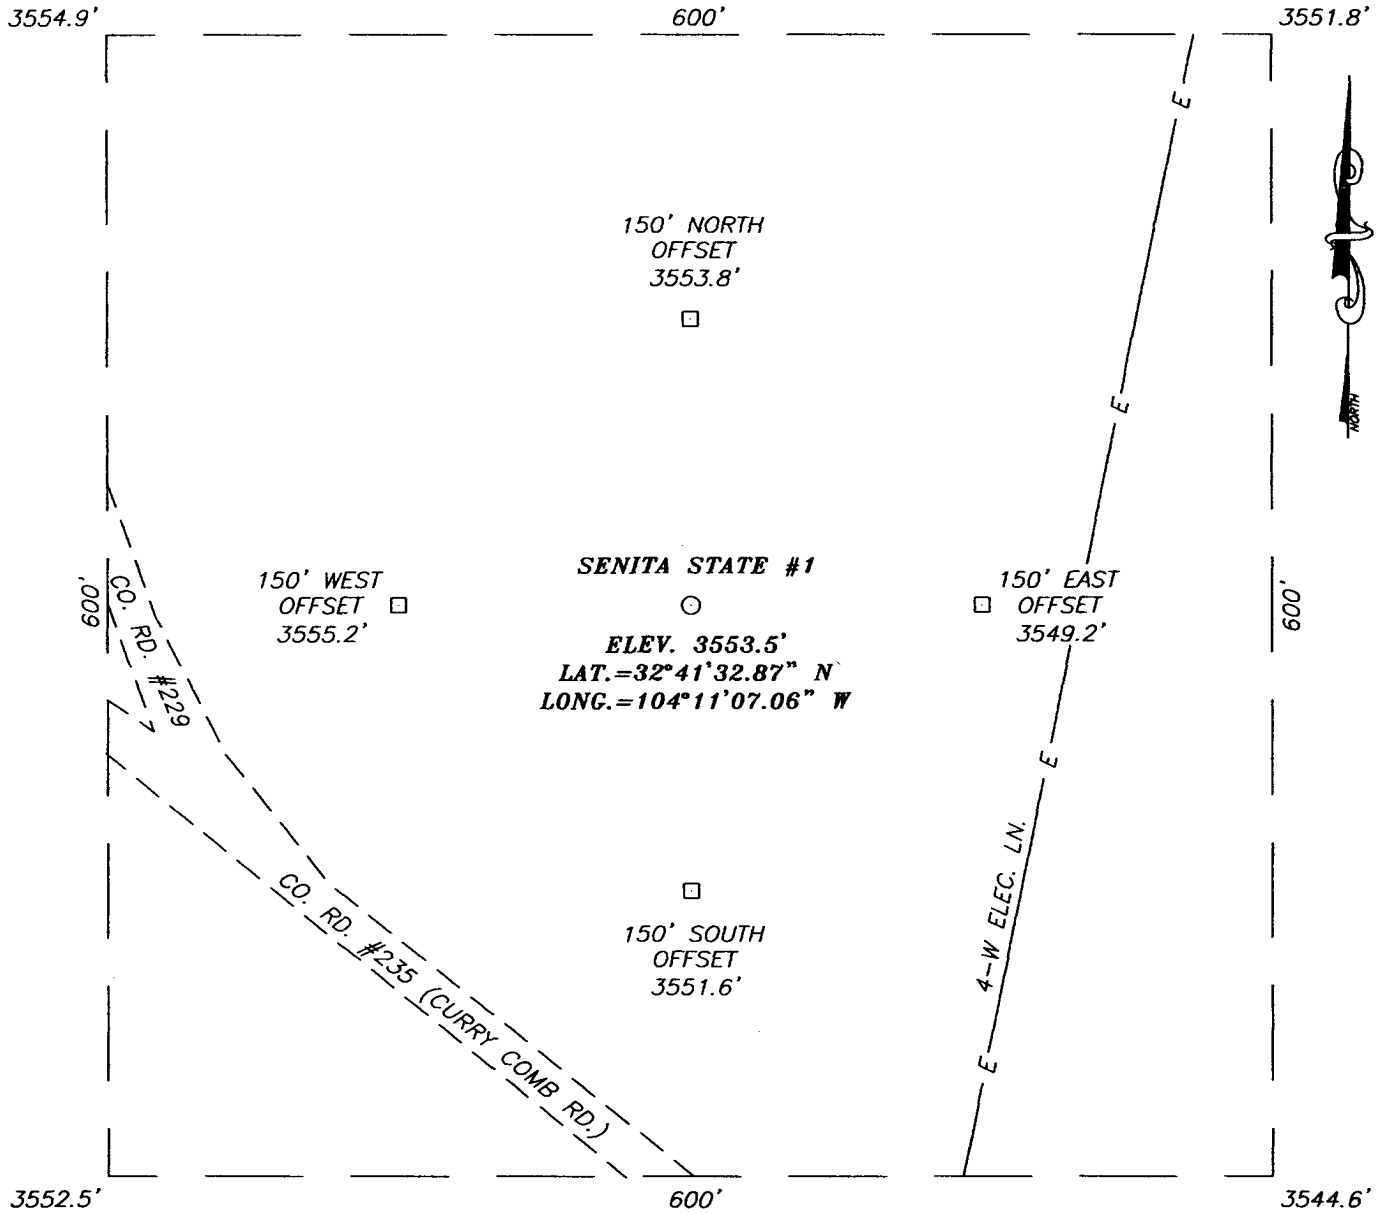 3554.9'
600'
3551.8'
E
NORTH
150' NORTH
OFFSET
3553.8'
E
SENITA STATE #1
150' WEST
OFFSET
3555.2'
150' EAST
OFFSET
3549.2'
600'
CO. RD. #229
600'
ELEV. 3553.5'
LAT.=32°41'32.87" N
LONG.=104°11'07.06" W
E
4-W ELEC. LN.
CO. RD. #235 (CURRY COMB RD.)
150' SOUTH
OFFSET
3551.6'
E
3552.5'
600'
3544.6'